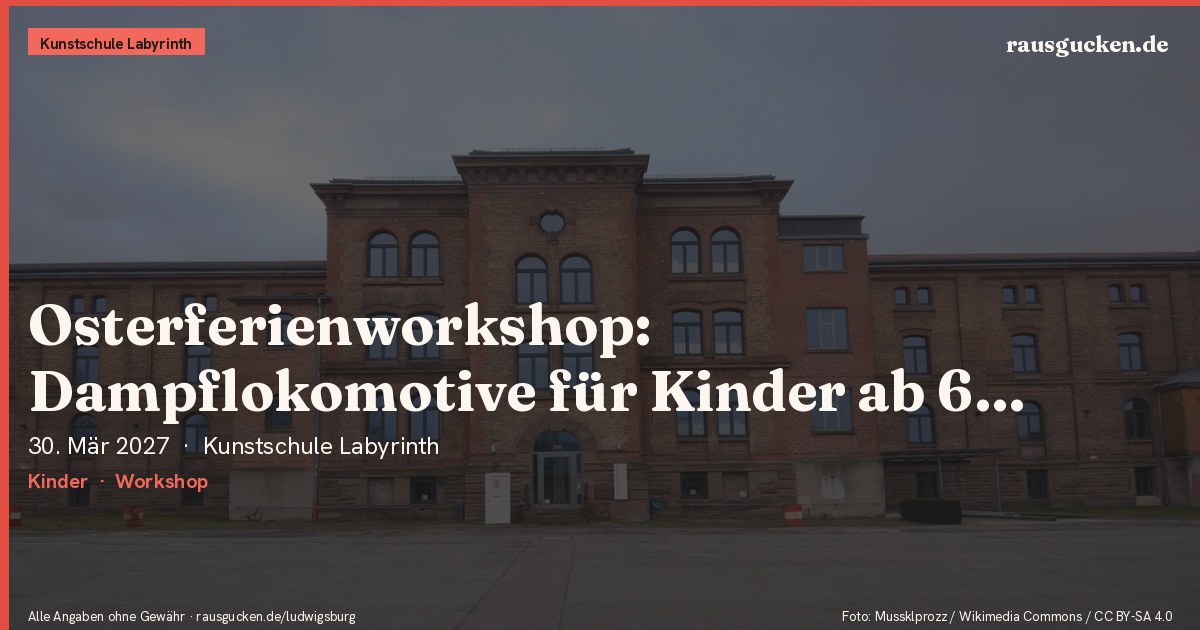 Kunstschule Labyrinth
rausgucken.de
Osterferienworkshop:
Dampflokomotive für Kinder ab 6...
30. Mär 2027 · Kunstschule Labyrinth
Kinder · Workshop
Alle Angaben ohne Gewähr · rausgucken.de/ludwigsburg
Foto: Mussklprozz / Wikimedia Commons / CC BY-SA 4.0